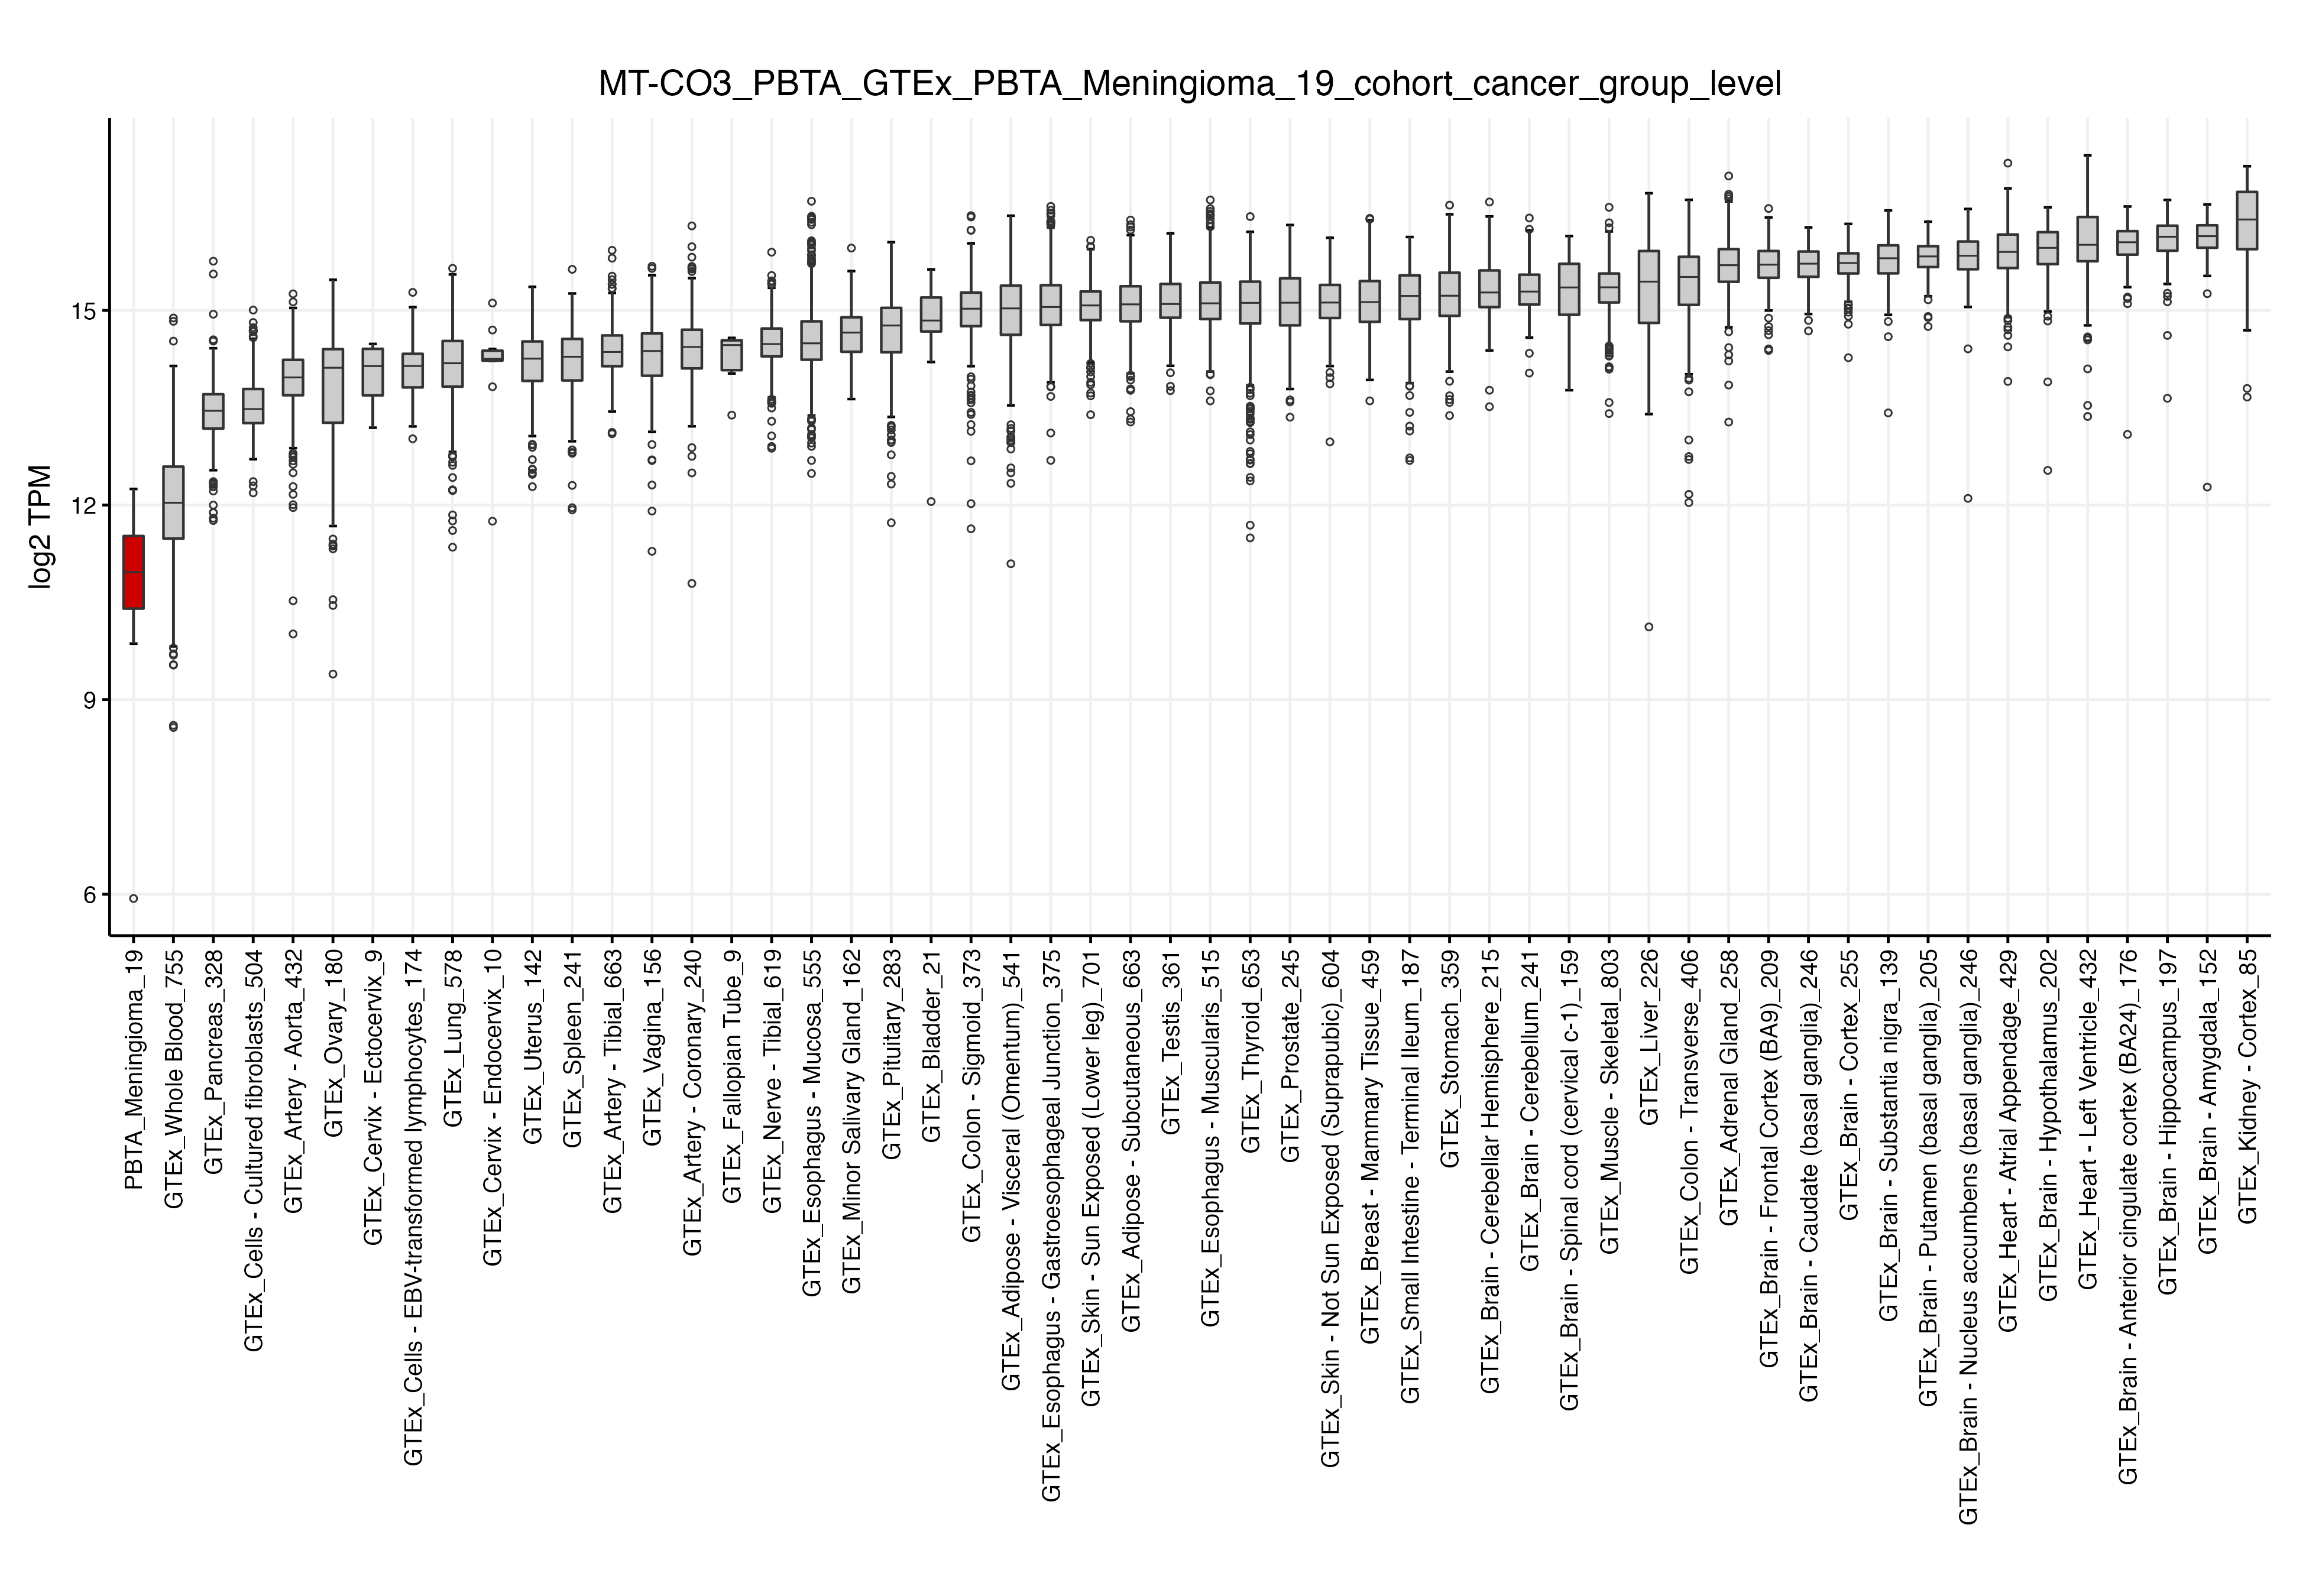 MT-CO3_PBTA_GTEx_PBTA_Meningioma_19_cohort_cancer_group_level
log2 TPM
15
12
9
6
PBTA_Meningioma_19
GTEx_Whole Blood_755
GTEx_Pancreas_328
GTEx_Cells - Cultured fibroblasts_504
GTEx_Artery - Aorta_432
GTEx_Ovary_180
GTEx_Cervix - Ectocervix_9
GTEx_Cells - EBV-transformed lymphocytes_174
GTEx_Lung_578
GTEx_Cervix - Endocervix_10
GTEx_Uterus_142
GTEx_Spleen_241
GTEx_Artery - Tibial_663
GTEx_Vagina_156
GTEx_Artery - Coronary_240
GTEx_Fallopian Tube_9
GTEx_Nerve - Tibial_619
GTEx_Esophagus - Mucosa_555
GTEx_Minor Salivary Gland_162
GTEx_Pituitary_283
GTEx_Bladder_21
GTEx_Colon - Sigmoid_373
GTEx_Adipose - Visceral (Omentum)_541
GTEx_Esophagus - Gastroesophageal Junction_375
GTEx_Skin - Sun Exposed (Lower leg)_701
GTEx_Adipose - Subcutaneous_663
GTEx_Testis_361
GTEx_Esophagus - Muscularis_515
GTEx_Thyroid_653
GTEx_Prostate_245
GTEx_Skin - Not Sun Exposed (Suprapubic)_604
GTEx_Breast - Mammary Tissue_459
GTEx_Small Intestine - Terminal Ileum_187
GTEx_Stomach_359
GTEx_Brain - Cerebellar Hemisphere_215
GTEx_Brain - Cerebellum_241
GTEx_Brain - Spinal cord (cervical c-1)_159
GTEx_Muscle - Skeletal_803
GTEx_Liver_226
GTEx_Colon - Transverse_406
GTEx_Adrenal Gland_258
GTEx_Brain - Frontal Cortex (BA9)_209
GTEx_Brain - Caudate (basal ganglia)_246
GTEx_Brain - Cortex_255
GTEx_Brain - Substantia nigra_139
GTEx_Brain - Putamen (basal ganglia)_205
GTEx_Brain - Nucleus accumbens (basal ganglia)_246
GTEx_Heart - Atrial Appendage_429
GTEx_Brain - Hypothalamus_202
GTEx_Heart - Left Ventricle_432
GTEx_Brain - Anterior cingulate cortex (BA24)_176
GTEx_Brain - Hippocampus_197
GTEx_Brain - Amygdala_152
GTEx_Kidney - Cortex_85